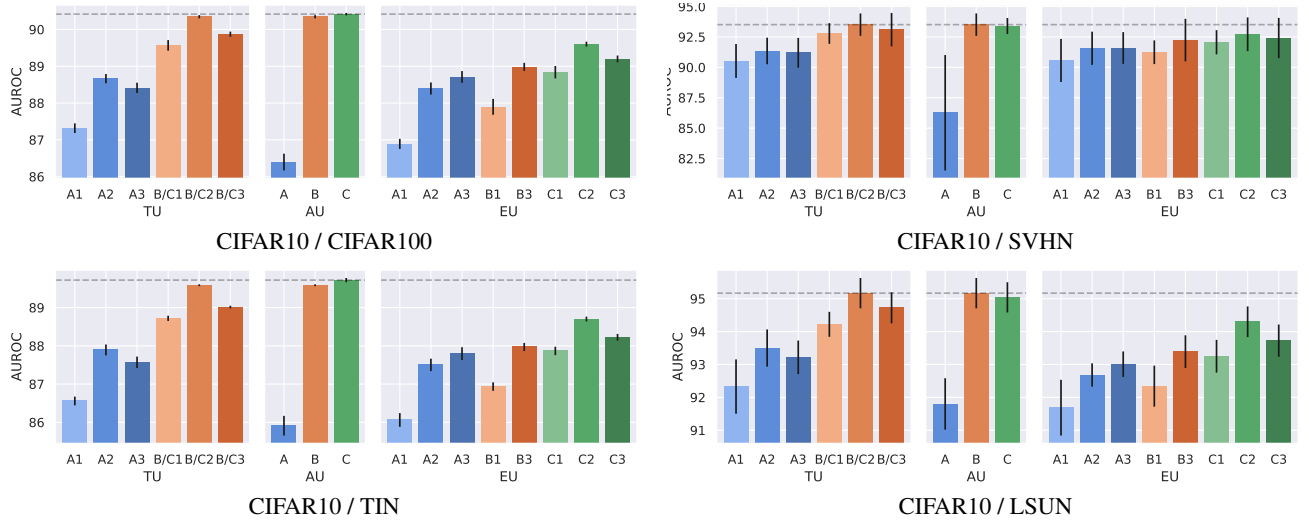 AUROC
90
89
88
87
86
A1 A2 A3 B/C1 B/C2 B/C3
TU
A B C
AU
A1 A2 A3 B1 B3 C1 C2 C3
EU
CIFAR10 / CIFAR100
AUROC
95.0
92.5
90.0
87.5
85.0
82.5
A1 A2 A3 B/C1 B/C2 B/C3
TU
A B C
AU
A1 A2 A3 B1 B3 C1 C2 C3
EU
CIFAR10 / SVHN
AUROC
89
88
87
86
A1 A2 A3 B/C1 B/C2 B/C3
TU
A B C
AU
A1 A2 A3 B1 B3 C1 C2 C3
EU
CIFAR10 / TIN
AUROC
95
94
93
92
91
A1 A2 A3 B/C1 B/C2 B/C3
TU
A B C
AU
A1 A2 A3 B1 B3 C1 C2 C3
EU
CIFAR10 / LSUN